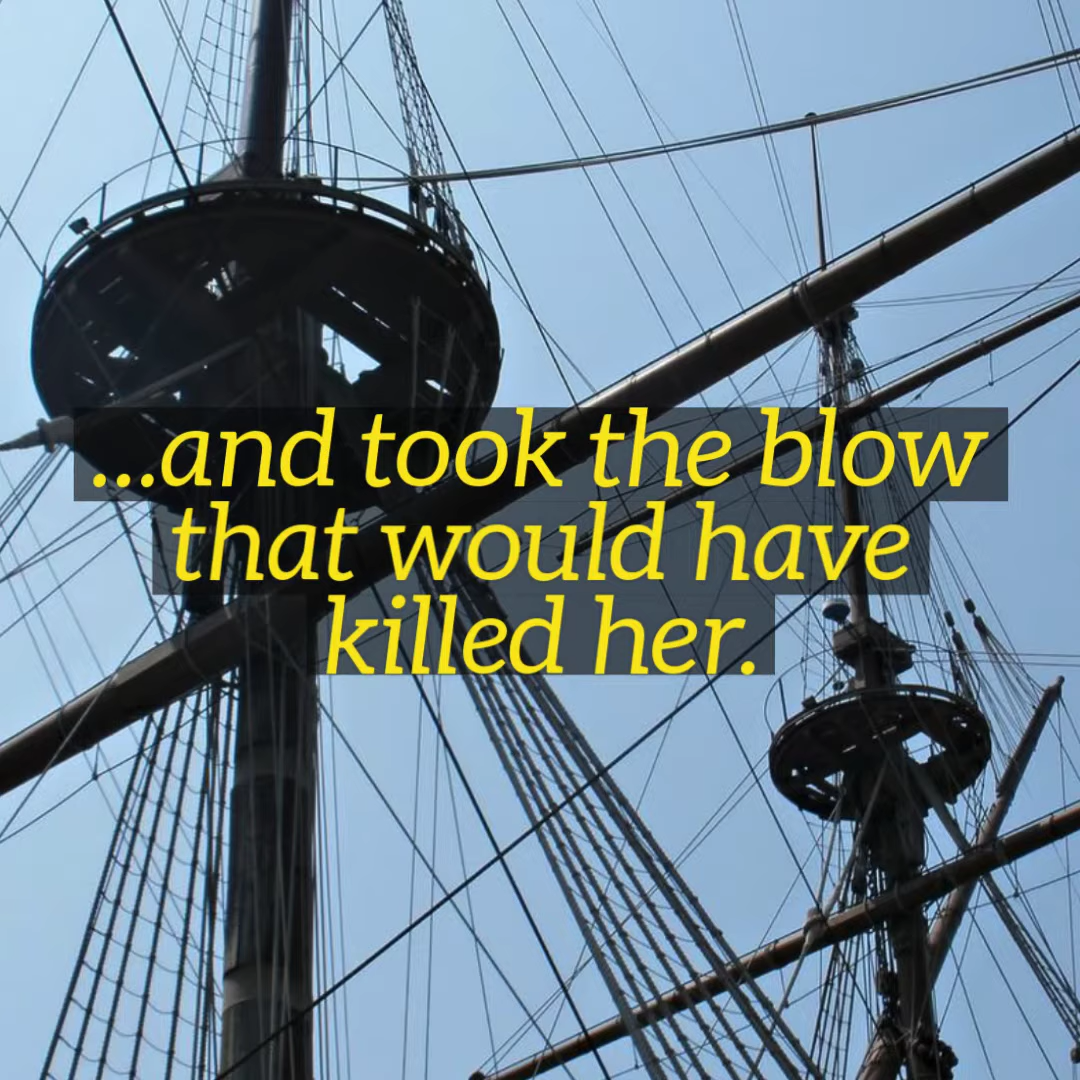 ...and took the blow
that would have
killed her.